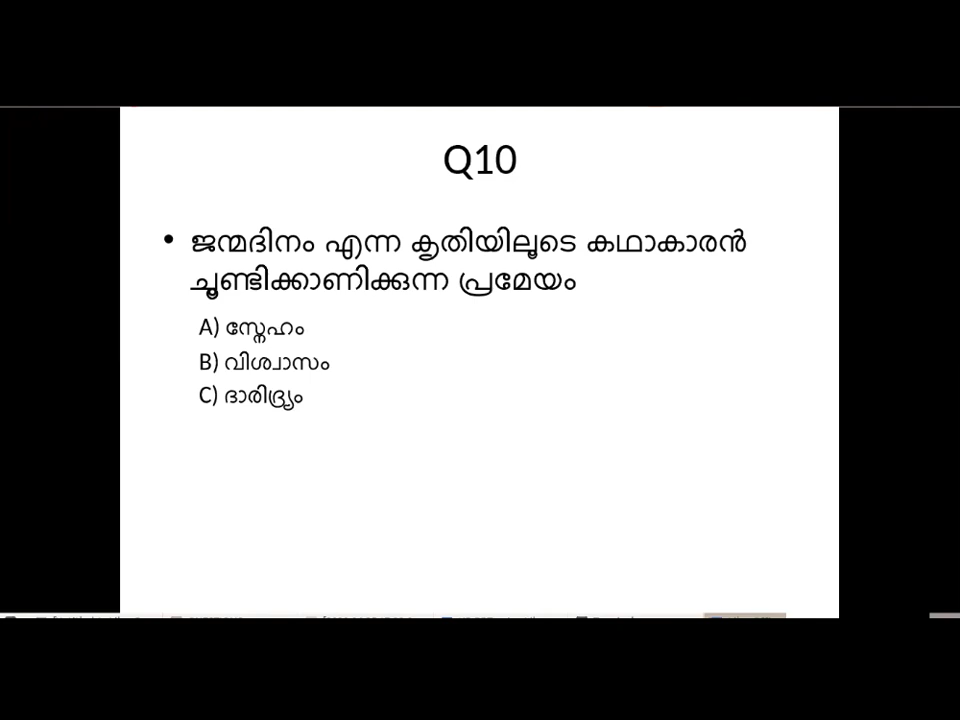 Q10
• ജന്മദിനം എന്ന കൃതിയിലൂടെ കഥാകാരൻ
ചൂണ്ടിക്കാണിക്കുന്ന പ്രമേയം
A) സ്നേഹം
B) വിശ്വാസം
C) ദാരിദ്ര്യം